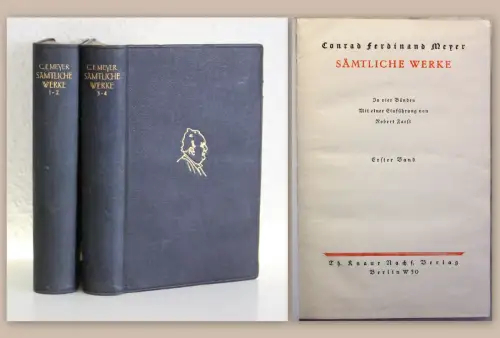 C.F. MEYER
SÄMTLICHE
WERKE
1-2
C.F. MEYER
SÄMTLICHE
WERKE
3-4
Conrad Ferdinand Meyer
SÄMTLICHE WERKE
In vier Bänden
Mit einer Einführung von
Robert Faesi
Erster Band
Th. Knaur Nachf. Verlag
Berlin W 50